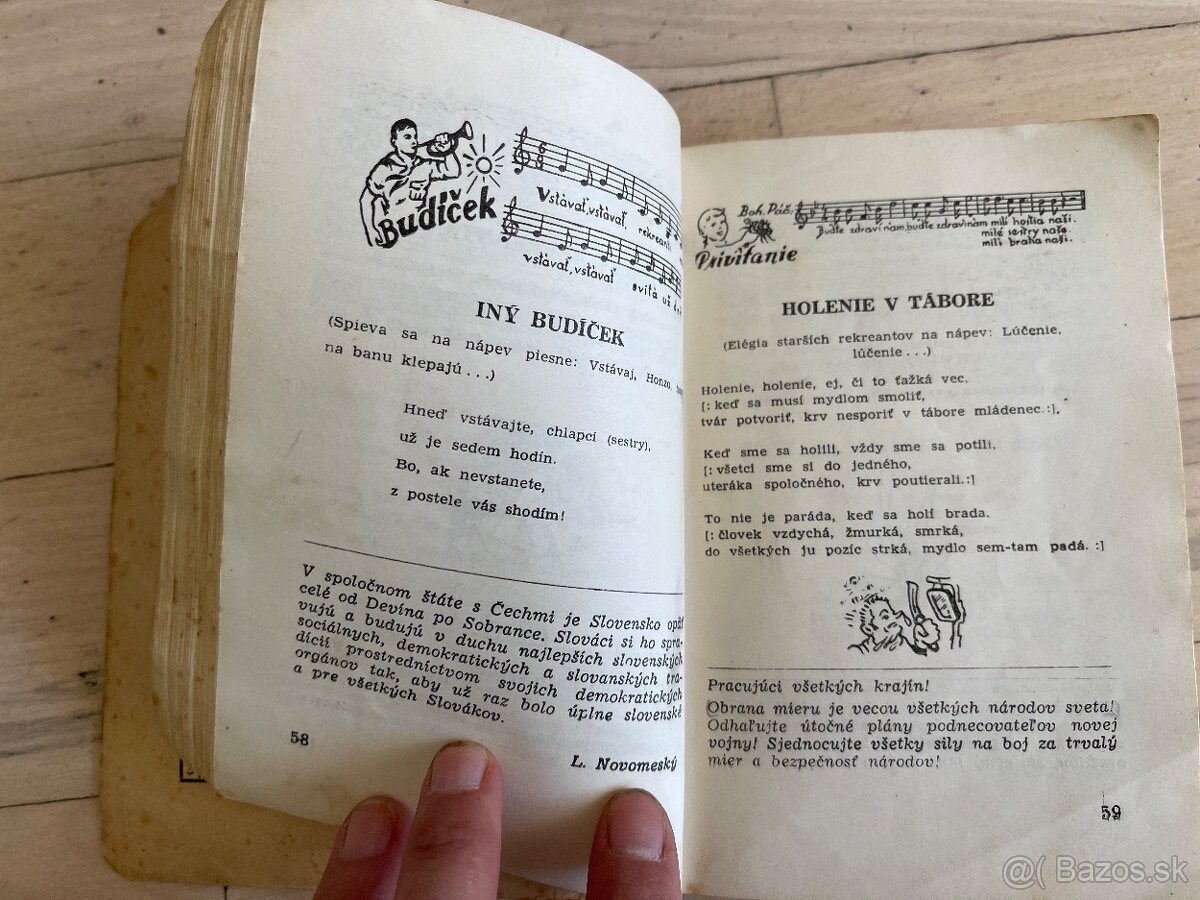 Budíček
Vstávať, vstávať, rekreanti
vstávať, vstávať svitá už
INÝ BUDÍČEK
(Spieva sa na nápev piesne: Vstávaj, Honzo,
na banu klepajú . . .)
Hneď vstávajte, chlapci (sestry),
už je sedem hodín.
Bo, ak nevstanete,
z postele vás shodím!
V spoločnom štáte s Čechmi je Slovensko opäť
celé od Devína po Sobrance. Slováci si ho spra-
vujú a budujú v duchu najlepších slovenských
sociálnych, demokratických a slovanských tra-
dícií prostredníctvom svojich demokratických
orgánov tak, aby už raz bolo úplne slovenské
a pre všetkých Slovákov.
58
L. Novomeský
Boh. Páč.
Buďte zdraví nám, buďte zdraví nám milí hostia naši.
milé sestry naše.
milí bratia naši.
Privítanie
HOLENIE V TÁBORE
(Elégia starších rekreantov na nápev: Lúčenie,
lúčenie . . .)
Holenie, holenie, ej, či to ťažká vec,
[: keď sa musí mydlom smoliť,
tvár potvoriť, krv nesporiť v tábore mládenec.:],
Keď sme sa holili, vždy sme sa potili,
[: všetci sme si do jedného,
uteráka spoločného, krv poutierali.:]
To nie je paráda, keď sa holí brada.
[: človek vzdychá, žmurká, smrká,
do všetkých ju pozíc strká, mydlo sem-tam padá. :]
Pracujúci všetkých krajín!
Obrana mieru je vecou všetkých národov sveta!
Odhaľujte útočné plány podnecovateľov novej
vojny! Sjednocujte všetky sily na boj za trvalý
mier a bezpečnosť národov!
59
@( Bazos.sk